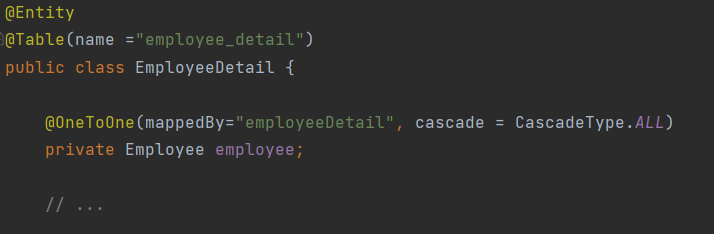 @Entity
@Table(name ="employee_detail")
public class EmployeeDetail {
@OneToOne(mappedBy="employeeDetail", cascade = CascadeType.ALL)
private Employee employee;
// ...